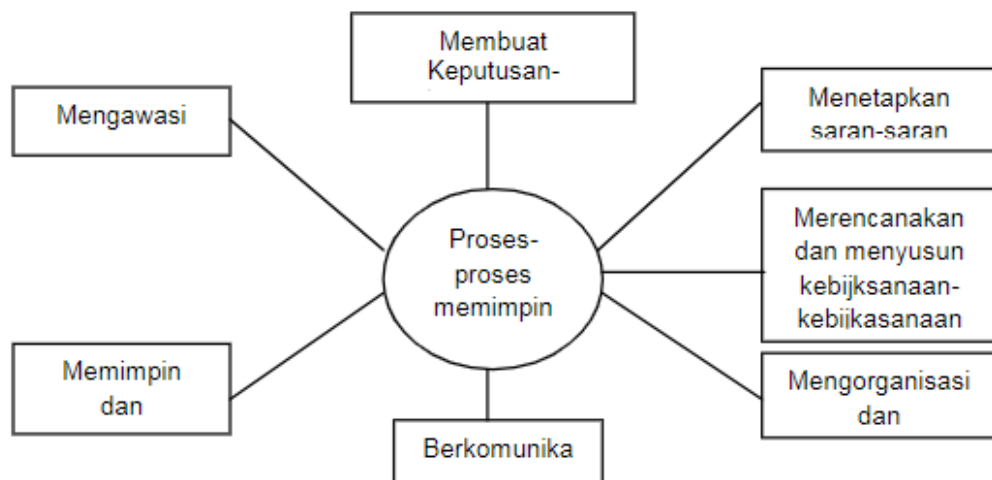 Membuat
Keputusan-
Mengawasi
Menetapkan
saran-saran
Proses-
proses
memimpin
Merencanakan
dan menyusun
kebijksanaan-
kebijkasanaan
Memimpin
dan
Mengorganisasi
dan
Berkomunika